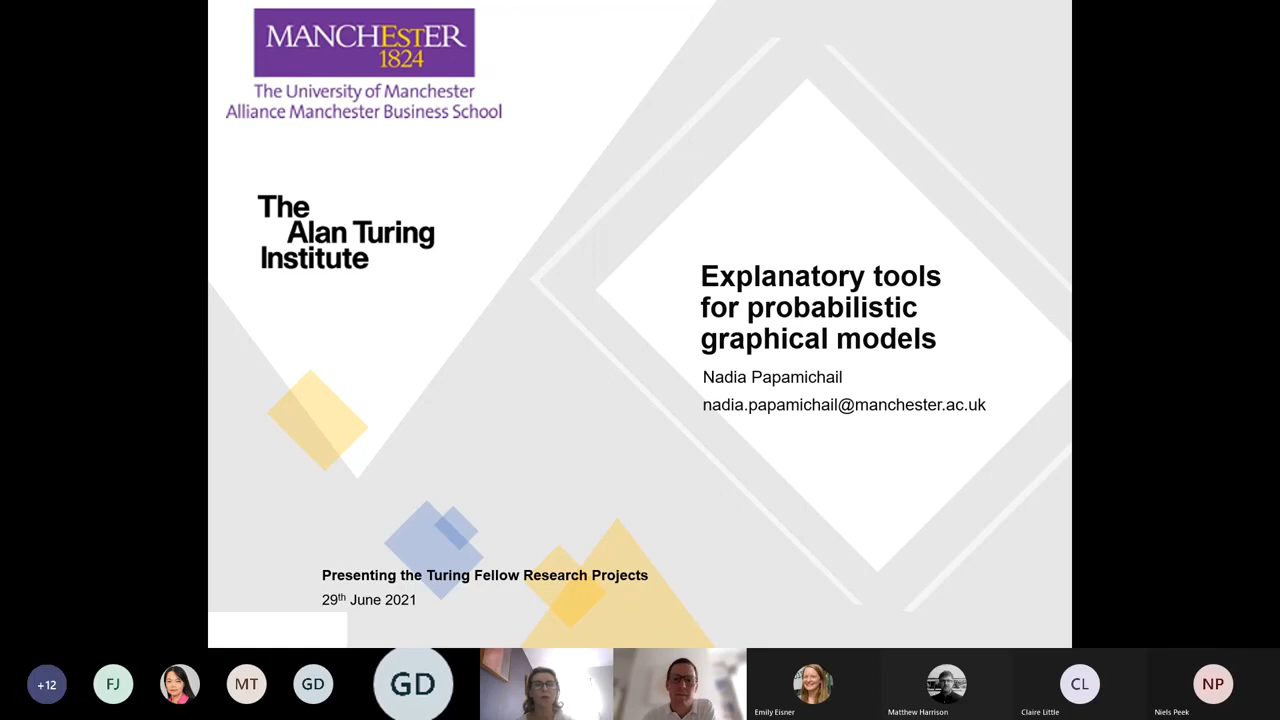 MANCHESTER
1824
The University of Manchester
Alliance Manchester Business School
The
Alan Turing
Institute
Explanatory tools
for probabilistic
graphical models
Nadia Papamichail
nadia.papamichail@manchester.ac.uk
Presenting the Turing Fellow Research Projects
29th June 2021
+12
FJ
MT
GD
GD
Emily Eisner
Matthew Harrison
CL
Claire Little
NP
Niels Peek